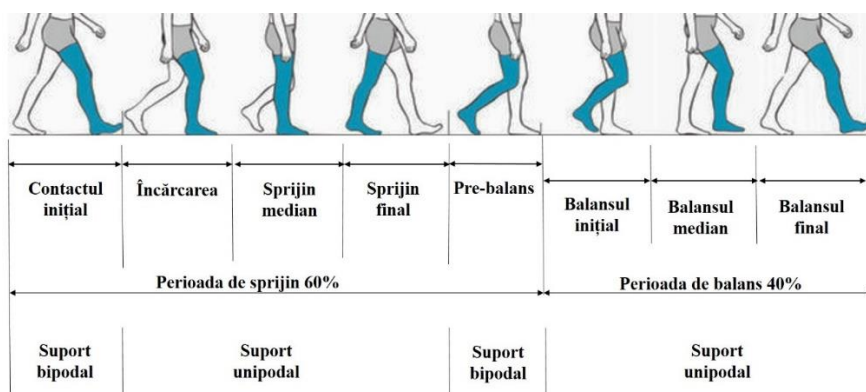 Contactul
inițial
Încărcarea
Sprijin
median
Sprijin
final
Pre-balans
Balansul
inițial
Balansul
median
Balansul
final
Perioada de sprijin 60%
Perioada de balans 40%
Suport
bipodal
Suport
unipodal
Suport
bipodal
Suport
unipodal